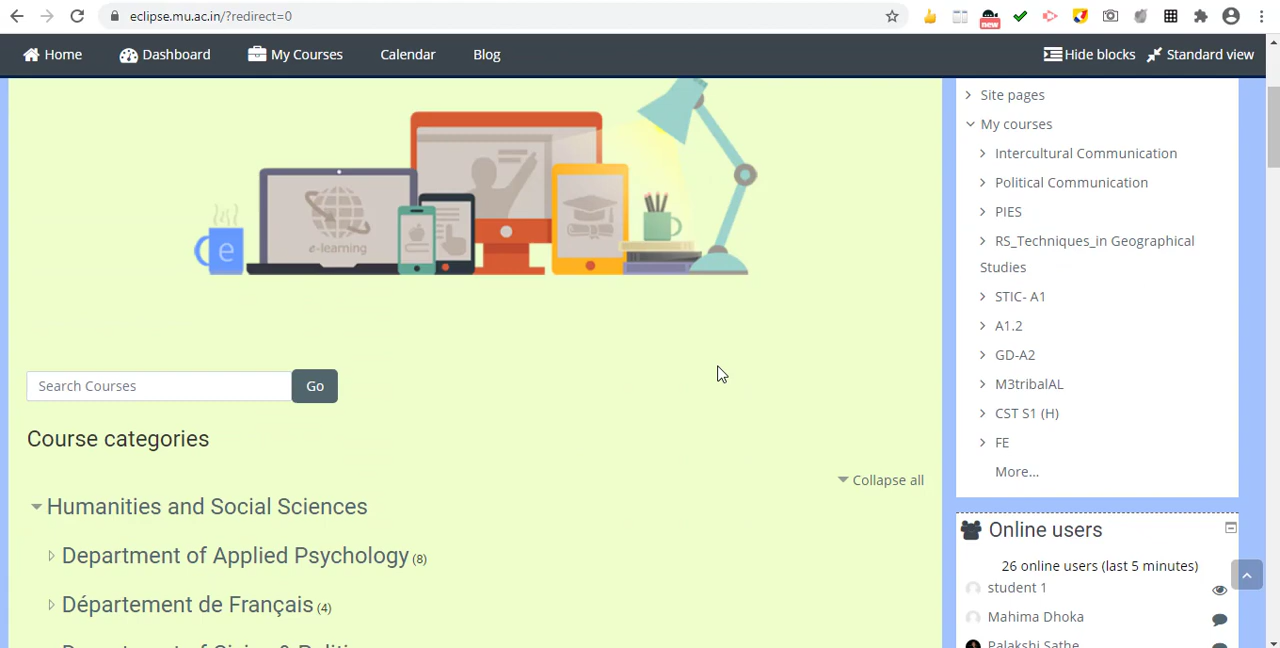 eclipse.mu.ac.in/?redirect=0
new
Home Dashboard My Courses Calendar Blog Hide blocks Standard view
e
e-learning
Search Courses Go
Course categories
Collapse all
Humanities and Social Sciences
Department of Applied Psychology (8)
Département de Français (4)
Site pages
My courses
Intercultural Communication
Political Communication
PIES
RS_Techniques_in Geographical
Studies
STIC- A1
A1.2
GD-A2
M3tribalAL
CST S1 (H)
FE
More...
Online users
26 online users (last 5 minutes)
student 1
Mahima Dhoka
Palakshi Sathe